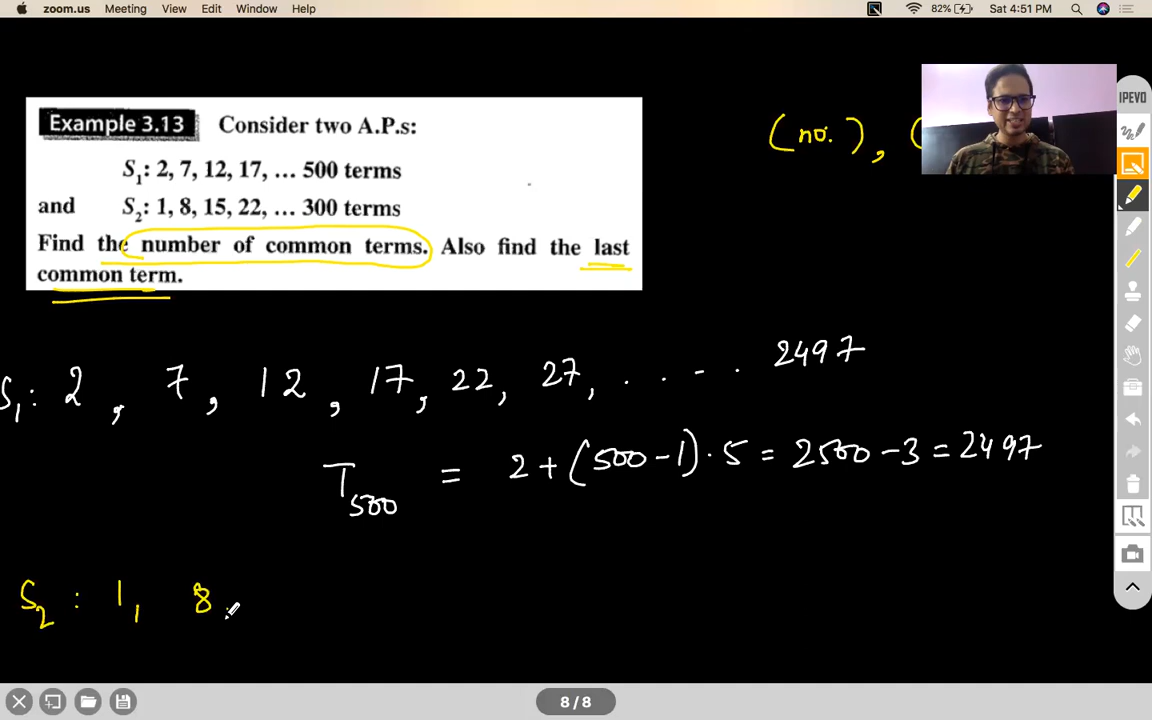 zoom.us Meeting View Edit Window Help 82% Sat 4:51 PM
(no.), (
IPEVO
Example 3.13 Consider two A.P.s:
S₁: 2, 7, 12, 17, ... 500 terms
and S₂: 1, 8, 15, 22, ... 300 terms
Find the number of common terms. Also find the last
common term.
S₁: 2, 7, 12, 17, 22, 27, . . - . 2497
T₅₀₀ = 2+(500-1)·5 = 2500-3 = 2497
S₂: 1, 8
8 / 8